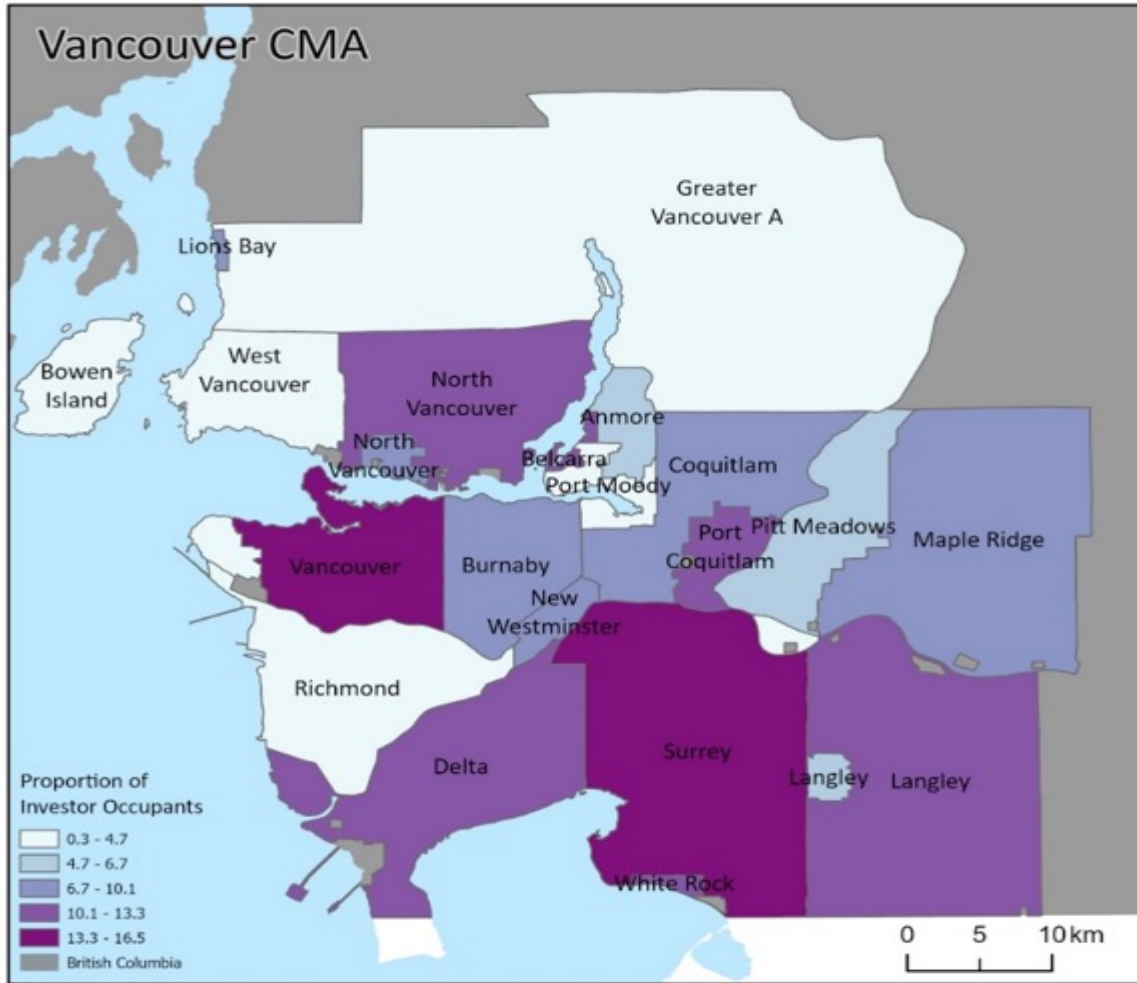 Vancouver CMA
Greater
Vancouver A
Lions Bay
West
Vancouver
Bowen
Island
North
Vancouver
Anmore
North
Vancouver
Belcarra
Port Moody
Coquitlam
Pitt Meadows
Port
Coquitlam
Maple Ridge
Vancouver
Burnaby
New
Westminster
Richmond
Delta
Surrey
Langley
Langley
White Rock
Proportion of
Investor Occupants
0.3 - 4.7
4.7 - 6.7
6.7 - 10.1
10.1 - 13.3
13.3 - 16.5
British Columbia
0 5 10 km